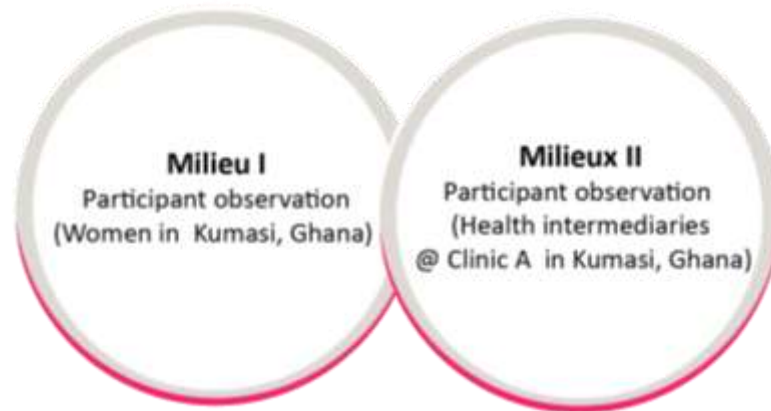 Milieu I
Participant observation
(Women in Kumasi, Ghana)
Milieux II
Participant observation
(Health intermediaries
@ Clinic A in Kumasi, Ghana)